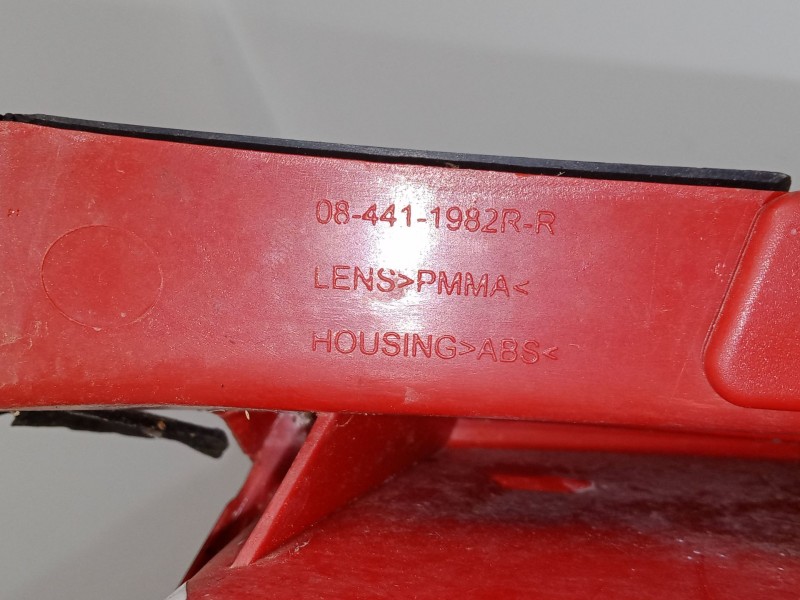 08-441-1982R-R
LENS>PMMA<
HOUSING>ABS<